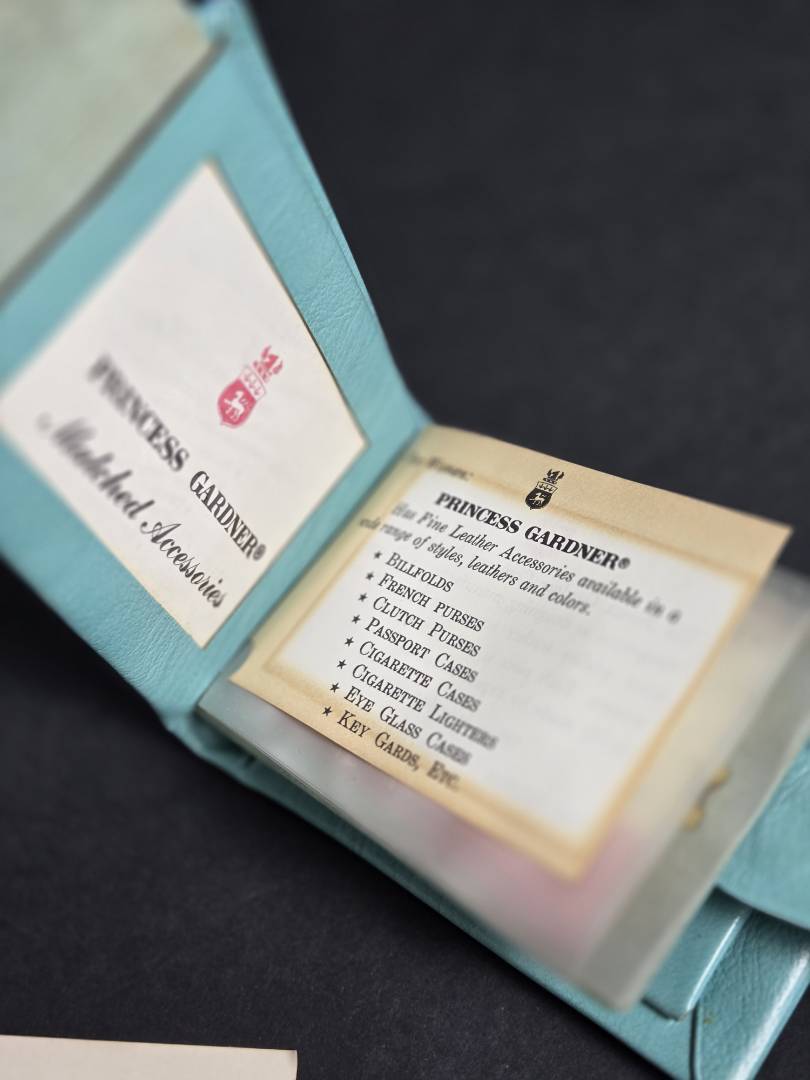 PRINCESS GARDNER®
Matched Accessories
Women:
PRINCESS GARDNER®
Has Fine Leather Accessories available in a
wide range of styles, leathers and colors.
★ BILLFOLDS
★ FRENCH PURSES
★ CLUTCH PURSES
★ PASSPORT CASES
★ CIGARETTE CASES
★ CIGARETTE LIGHTERS
★ EYE GLASS CASES
★ KEY GARDS, ETC.